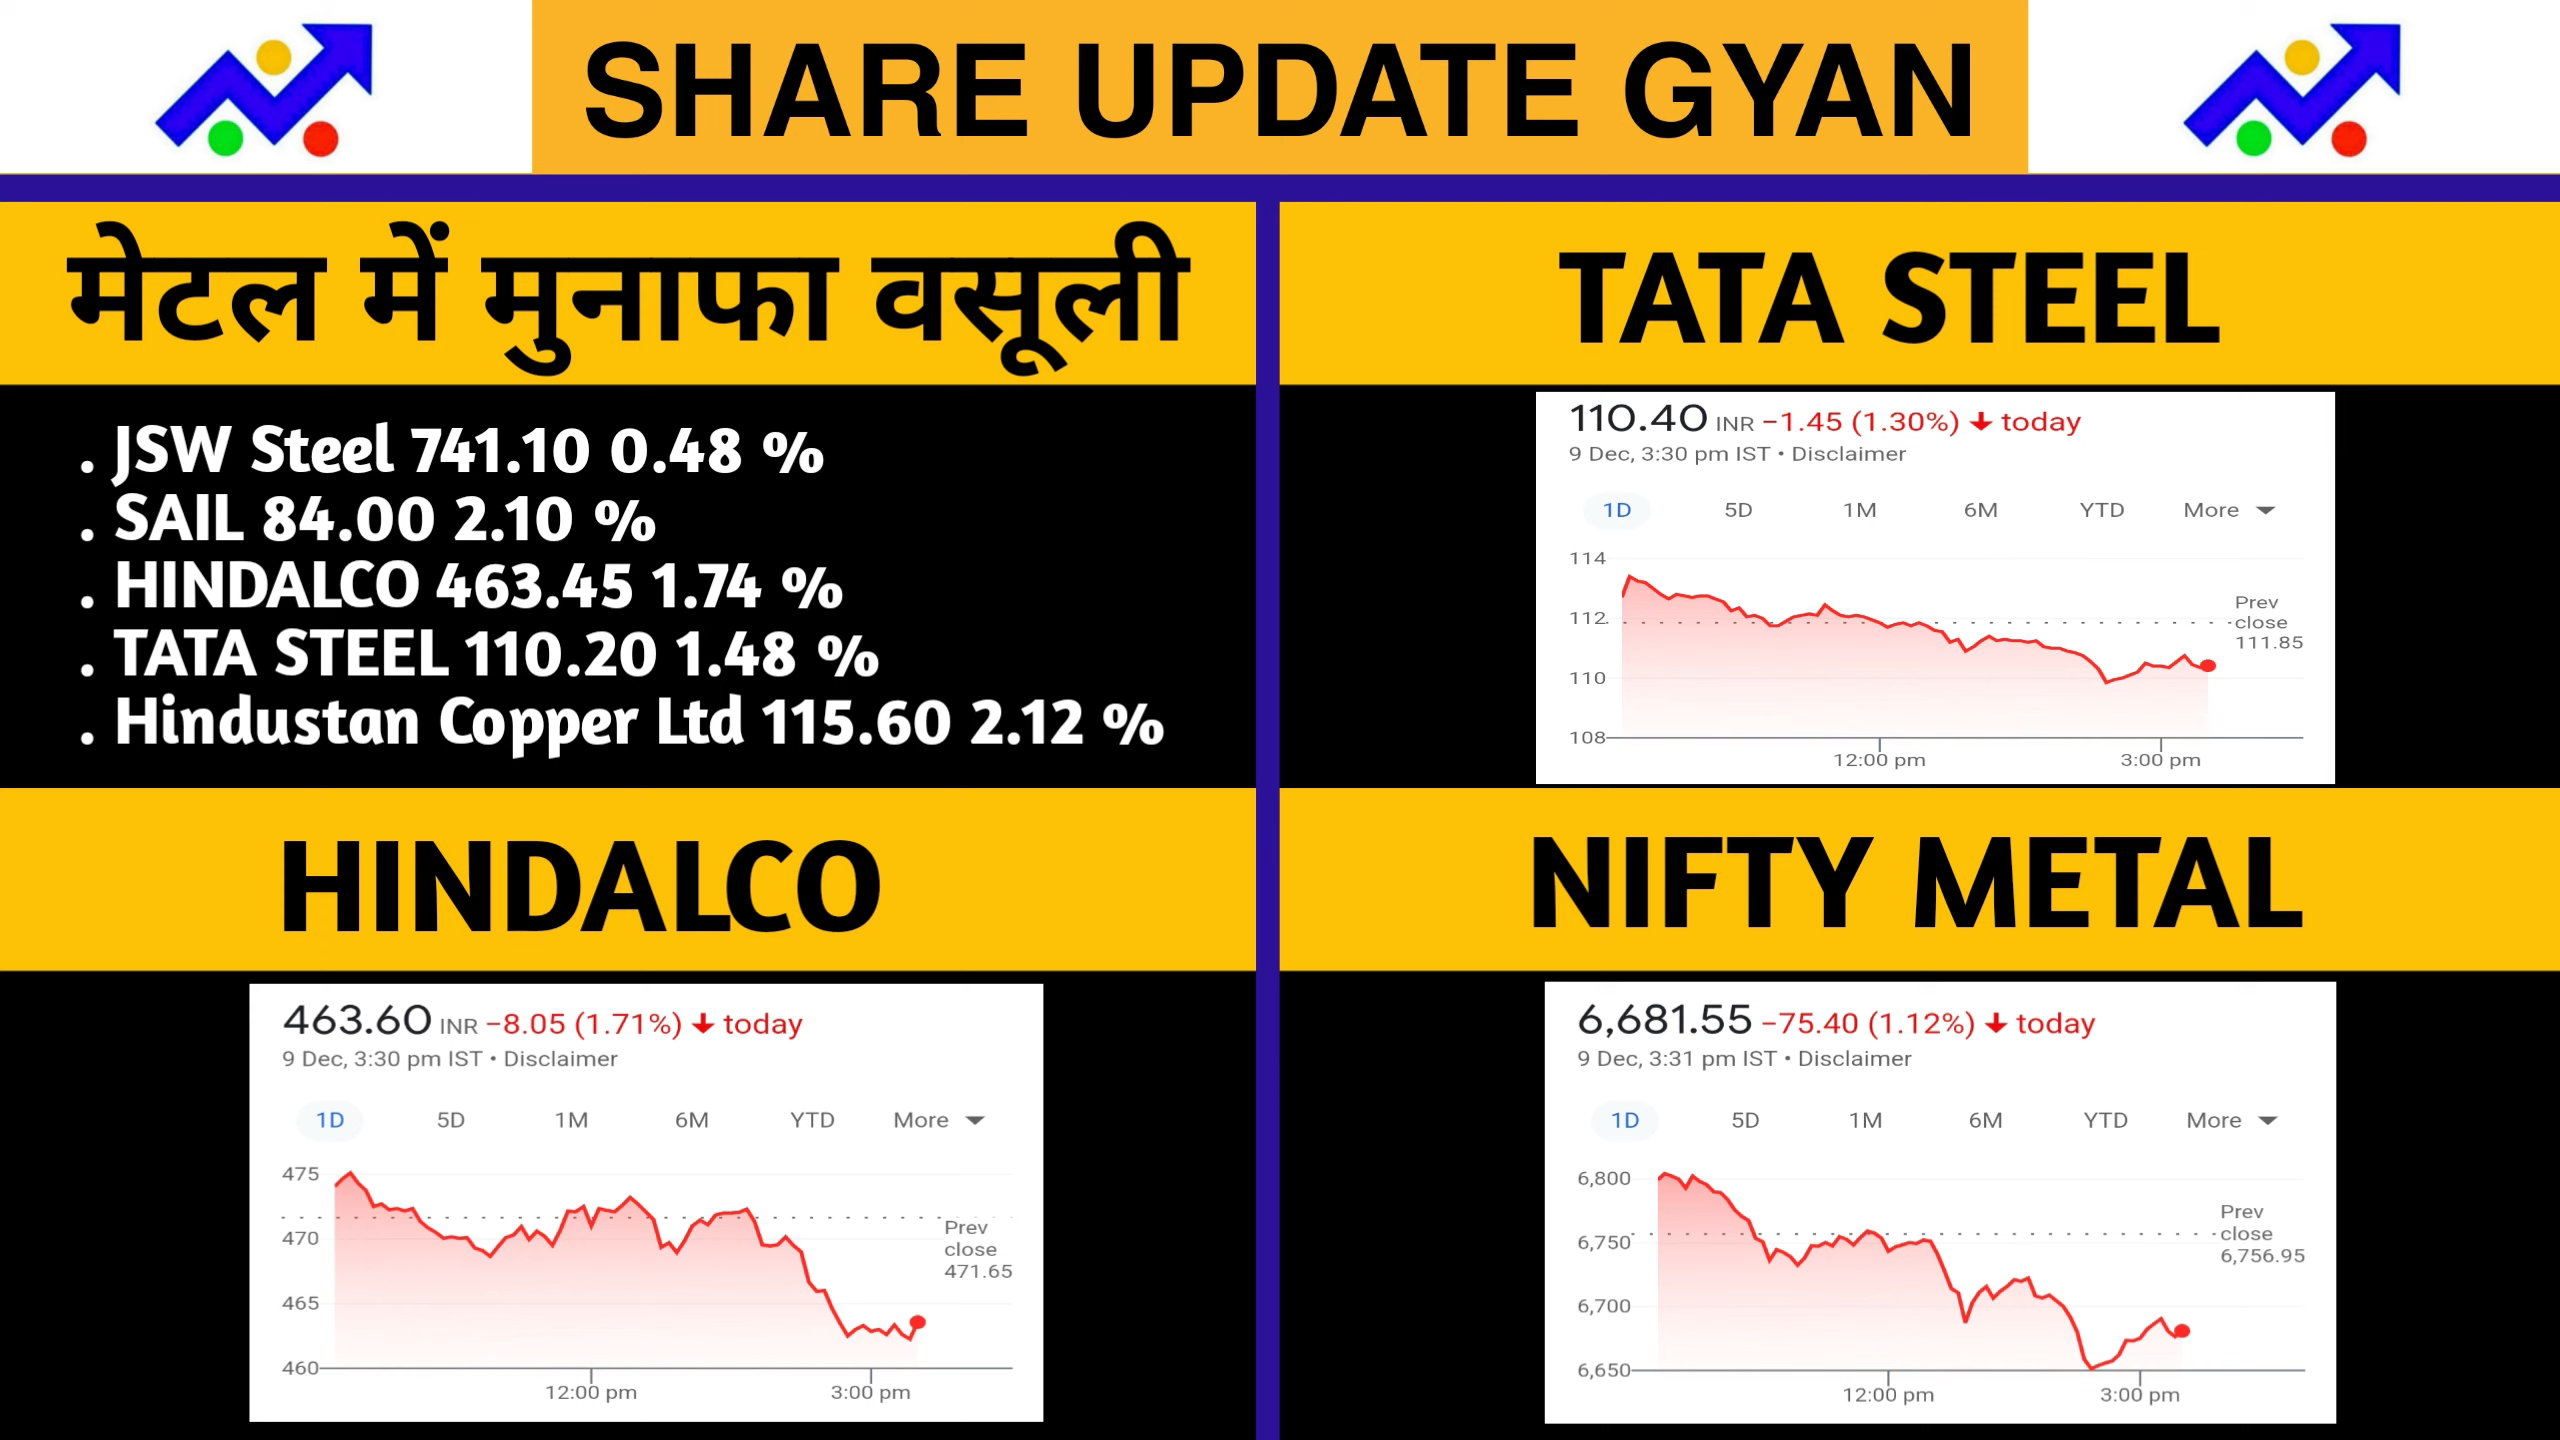 SHARE UPDATE GYAN
मेटल में मुनाफा वसूली
. JSW Steel 741.10 0.48 %
. SAIL 84.00 2.10 %
. HINDALCO 463.45 1.74 %
. TATA STEEL 110.20 1.48 %
. Hindustan Copper Ltd 115.60 2.12 %
TATA STEEL
110.40 INR −1.45 (1.30%) ↓ today
9 Dec, 3:30 pm IST • Disclaimer
1D 5D 1M 6M YTD More
114
112
110
108
Prev
close
111.85
12:00 pm 3:00 pm
HINDALCO
463.60 INR −8.05 (1.71%) ↓ today
9 Dec, 3:30 pm IST • Disclaimer
1D 5D 1M 6M YTD More
475
470
465
460
Prev
close
471.65
12:00 pm 3:00 pm
NIFTY METAL
6,681.55 −75.40 (1.12%) ↓ today
9 Dec, 3:31 pm IST • Disclaimer
1D 5D 1M 6M YTD More
6,800
6,750
6,700
6,650
Prev
close
6,756.95
12:00 pm 3:00 pm